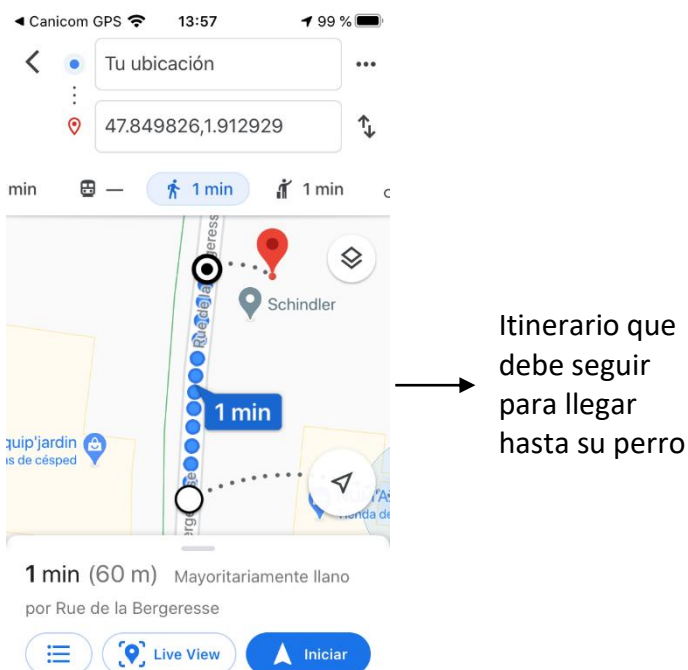 ◀ Canicom GPS 13:57 99 %
Tu ubicación
47.849826,1.912929
min — 1 min 1 min
Rue de la Bergeresse
Schindler
1 min
quip'jardin
as de césped
1 min (60 m) Mayoritariamente llano
por Rue de la Bergeresse
Live View Iniciar
Itinerario que
debe seguir
para llegar
hasta su perro